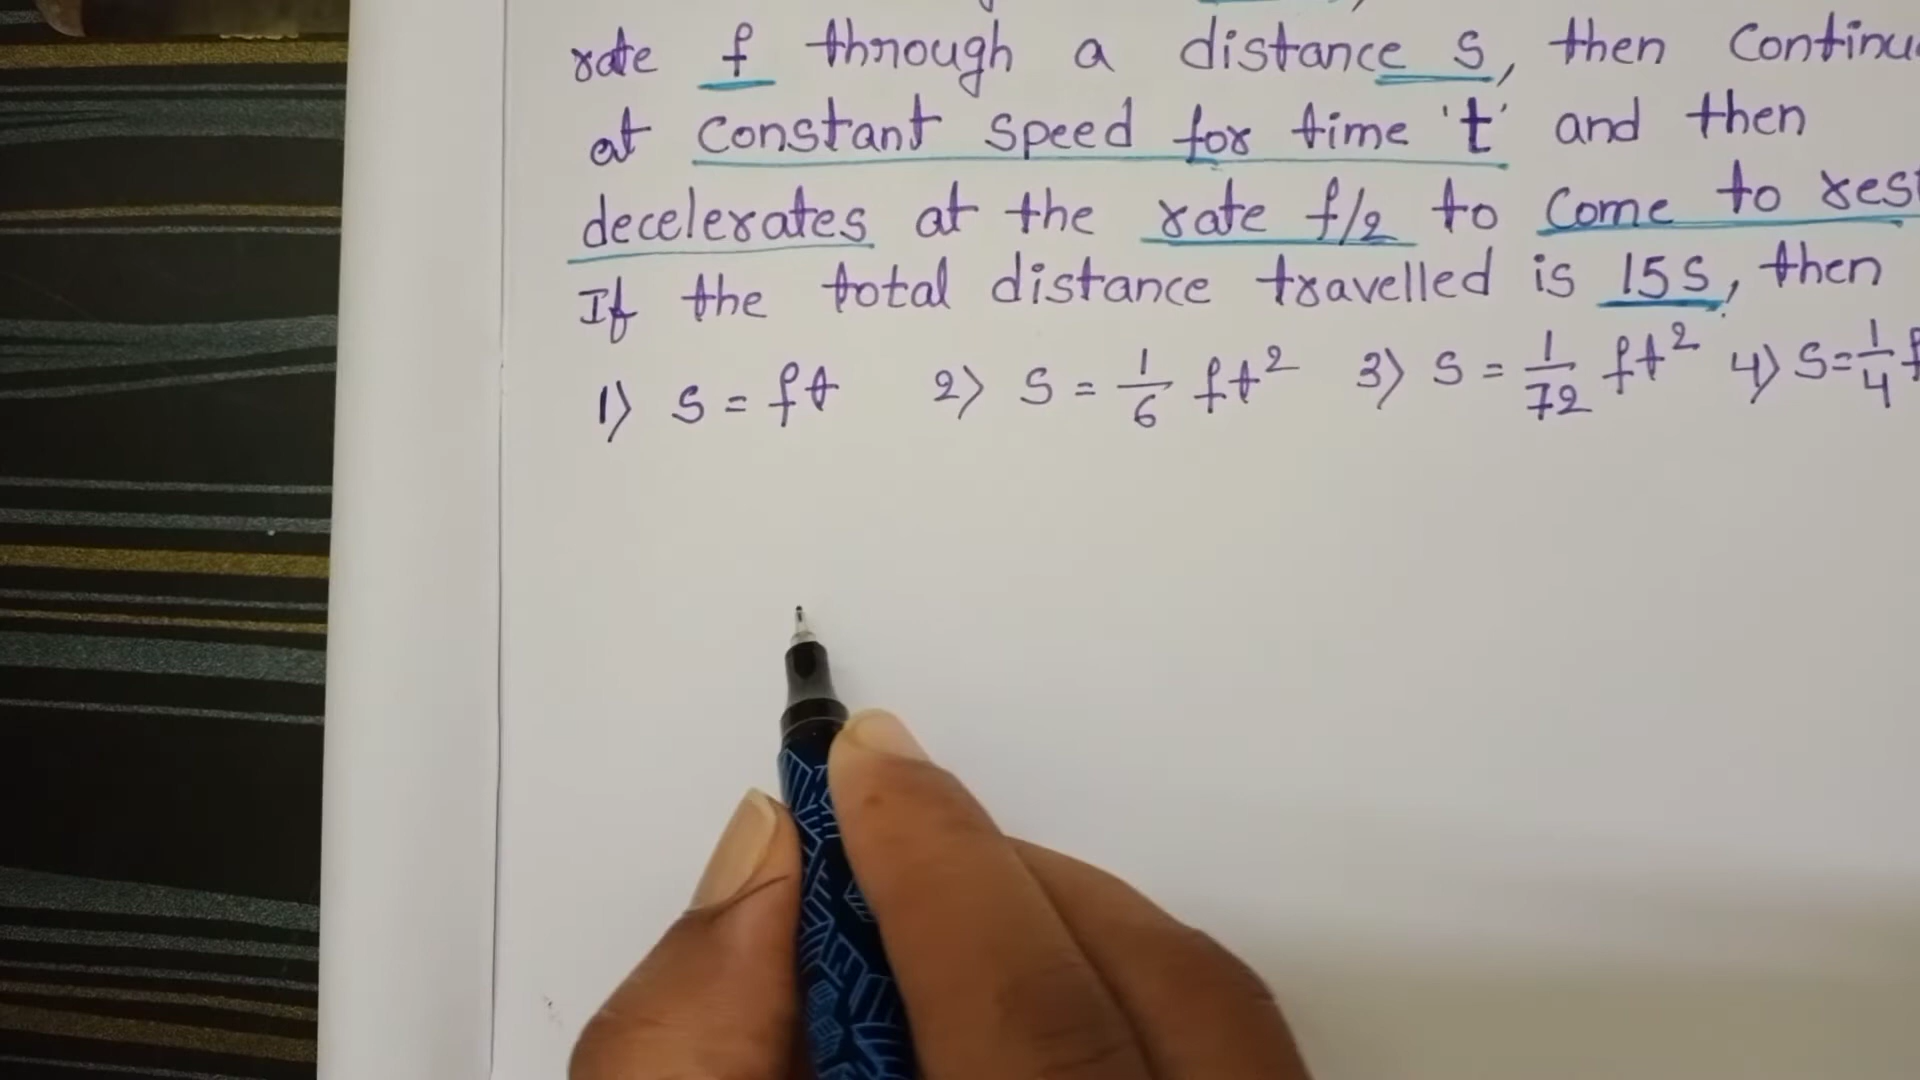 rate f through a distance s, then
at constant speed for time 't' and then
decelerates at the rate f/2 to come to
If the total distance travelled is 15S, then
1) S = ft 2) S = 1/6 ft² 3) S = 1/72 ft² 4) S = 1/4 f